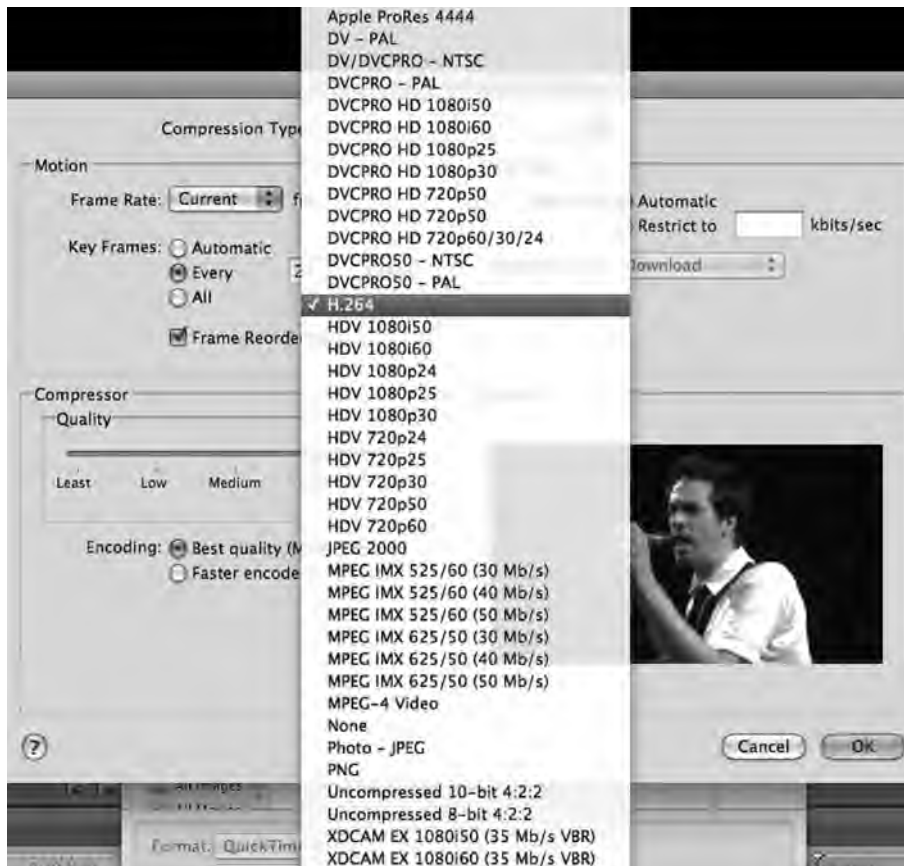 Apple ProRes 4444
DV – PAL
DV/DVCPRO – NTSC
DVCPRO – PAL
DVCPRO HD 1080i50
DVCPRO HD 1080i60
DVCPRO HD 1080p25
DVCPRO HD 1080p30
DVCPRO HD 720p50
DVCPRO HD 720p50
DVCPRO HD 720p60/30/24
DVCPRO50 – NTSC
DVCPRO50 – PAL
✓ H.264
HDV 1080i50
HDV 1080i60
HDV 1080p24
HDV 1080p25
HDV 1080p30
HDV 720p24
HDV 720p25
HDV 720p30
HDV 720p50
HDV 720p60
JPEG 2000
MPEG IMX 525/60 (30 Mb/s)
MPEG IMX 525/60 (40 Mb/s)
MPEG IMX 525/60 (50 Mb/s)
MPEG IMX 625/50 (30 Mb/s)
MPEG IMX 625/50 (40 Mb/s)
MPEG IMX 625/50 (50 Mb/s)
MPEG-4 Video
None
Photo – JPEG
PNG
Uncompressed 10-bit 4:2:2
Uncompressed 8-bit 4:2:2
XDCAM EX 1080i50 (35 Mb/s VBR)
XDCAM EX 1080i60 (35 Mb/s VBR)
Compression Typ
Motion
Frame Rate: Current f
Key Frames: Automatic
Every 2
All
Frame Reorde
Automatic
Restrict to kbits/sec
Download
Compressor
Quality
Least Low Medium
Encoding: Best quality (M
Faster encode
? Cancel OK
Format: QuickTim